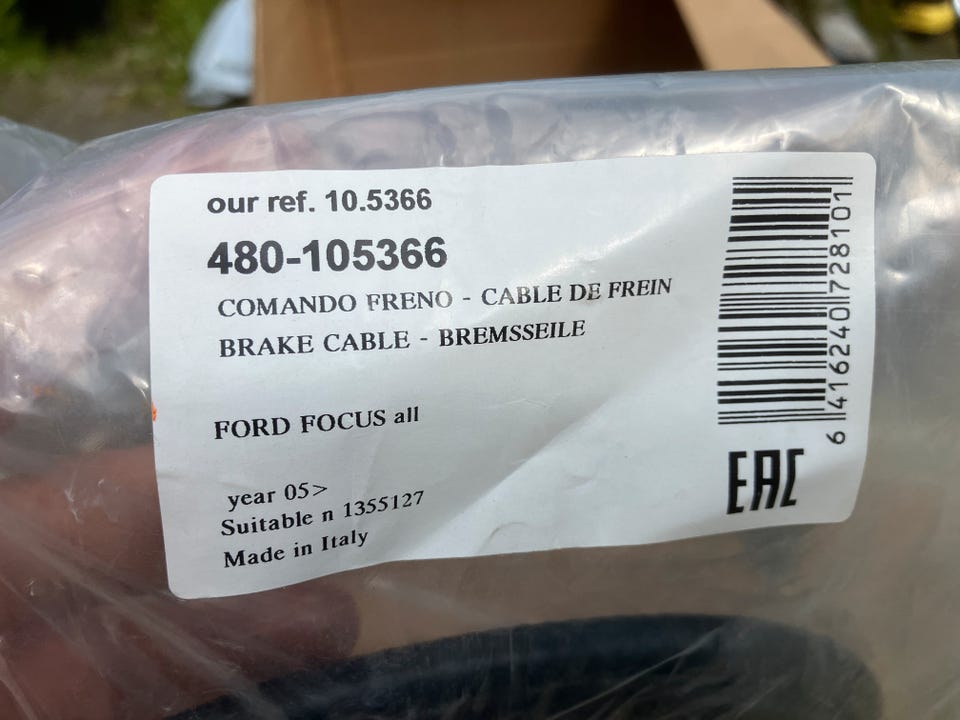 our ref. 10.5366
480-105366
COMANDO FRENO - CABLE DE FREIN
BRAKE CABLE - BREMSSEILE
FORD FOCUS all
year 05>
Suitable n 1355127
Made in Italy
6 416240 728101
EAC